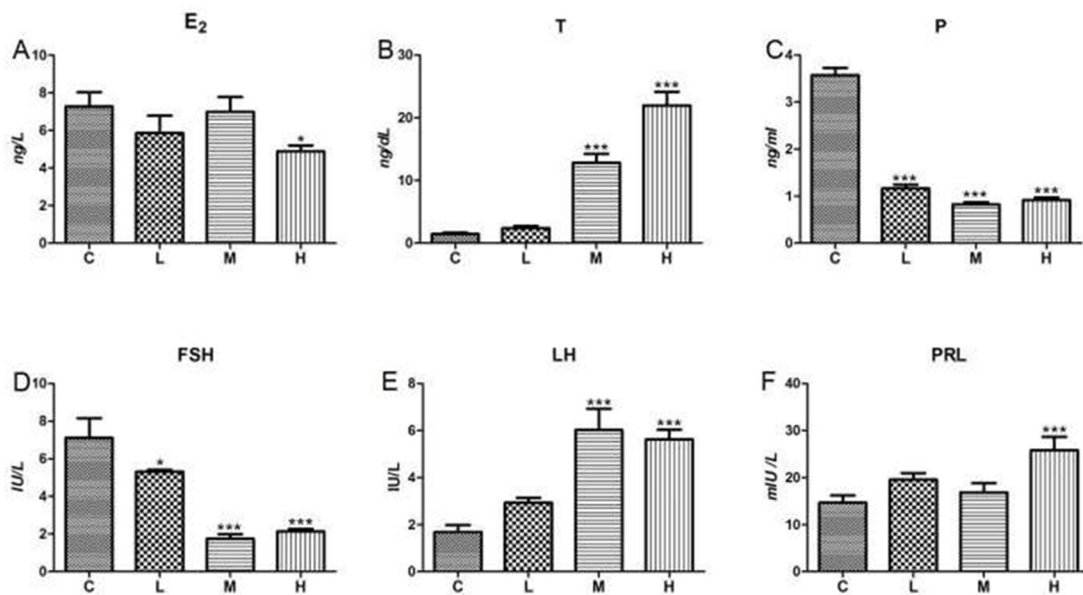 E₂
A
10
8
6
4
2
0
ng/L
*
C L M H
T
B
30
20
10
0
ng/dL
*** ***
C L M H
P
C
4
3
2
1
0
ng/ml
*** *** ***
C L M H
FSH
D
10
8
6
4
2
0
IU/L
* *** ***
C L M H
LH
E
8
6
4
2
0
IU/L
*** ***
C L M H
PRL
F
40
30
20
10
0
mIU /L
***
C L M H